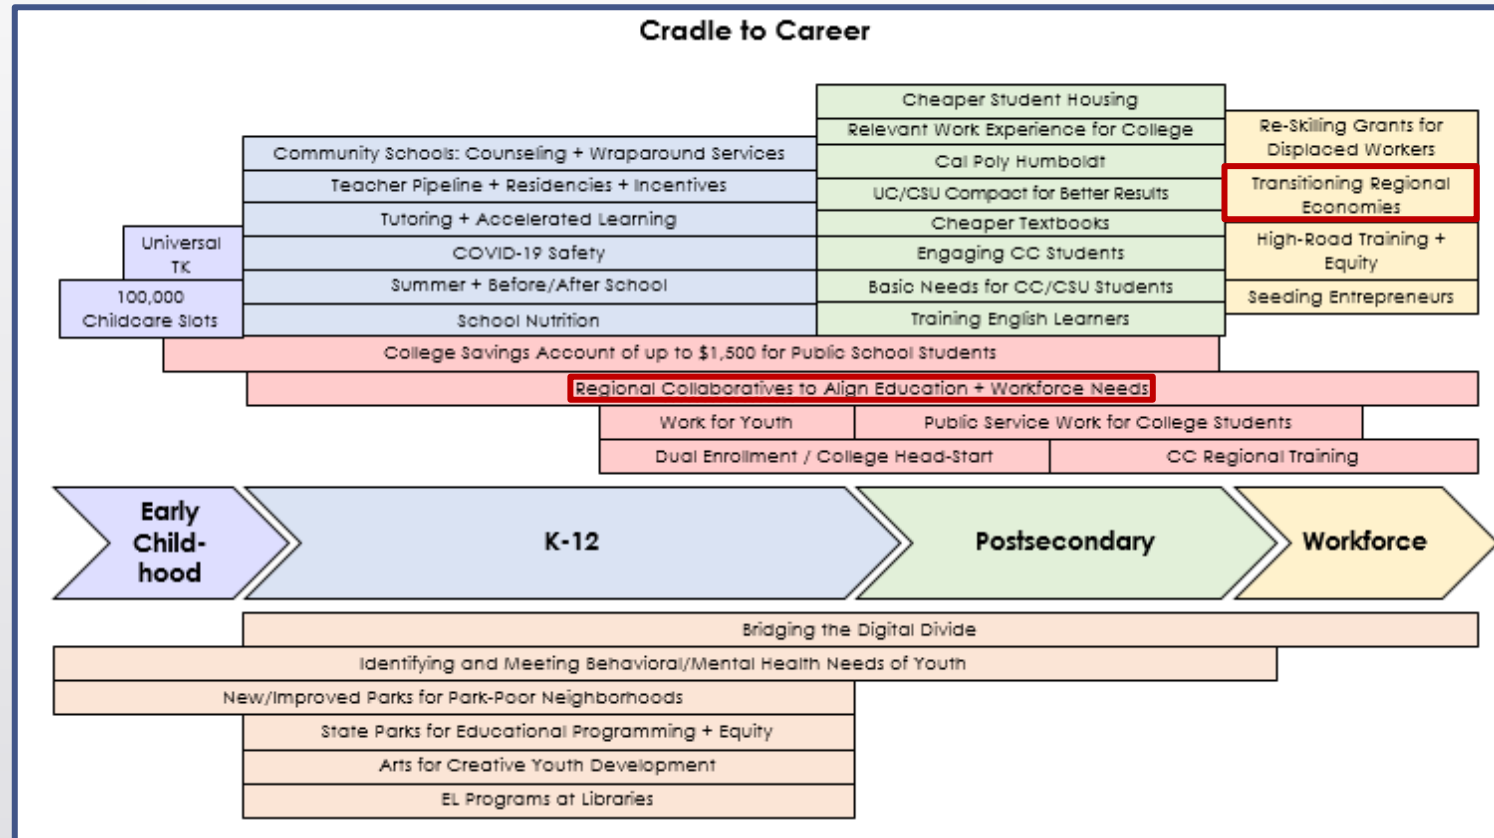 Cradle to Career
Cheaper Student Housing
Relevant Work Experience for College
Cal Poly Humboldt
UC/CSU Compact for Better Results
Cheaper Textbooks
Engaging CC Students
Basic Needs for CC/CSU Students
Training English Learners
Re-Skilling Grants for
Displaced Workers
Transitioning Regional
Economies
High-Road Training +
Equity
Seeding Entrepreneurs
Community Schools: Counseling + Wraparound Services
Teacher Pipeline + Residencies + Incentives
Tutoring + Accelerated Learning
COVID-19 Safety
Summer + Before/After School
School Nutrition
Universal
TK
100,000
Childcare Slots
College Savings Account of up to $1,500 for Public School Students
Regional Collaboratives to Align Education + Workforce Needs
Work for Youth
Public Service Work for College Students
Dual Enrollment / College Head-Start
CC Regional Training
Early
Child-
hood
K-12
Postsecondary
Workforce
Bridging the Digital Divide
Identifying and Meeting Behavioral/Mental Health Needs of Youth
New/Improved Parks for Park-Poor Neighborhoods
State Parks for Educational Programming + Equity
Arts for Creative Youth Development
EL Programs at Libraries